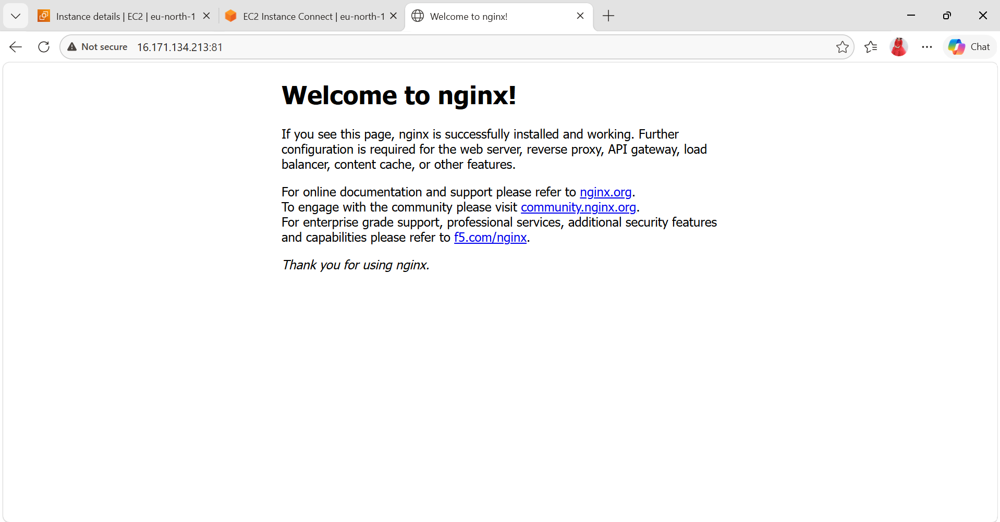 Instance details | EC2 | eu-north-1
EC2 Instance Connect | eu-north-1
Welcome to nginx!
Not secure 16.171.134.213:81
Chat
Welcome to nginx!
If you see this page, nginx is successfully installed and working. Further
configuration is required for the web server, reverse proxy, API gateway, load
balancer, content cache, or other features.
For online documentation and support please refer to nginx.org.
To engage with the community please visit community.nginx.org.
For enterprise grade support, professional services, additional security features
and capabilities please refer to f5.com/nginx.
Thank you for using nginx.